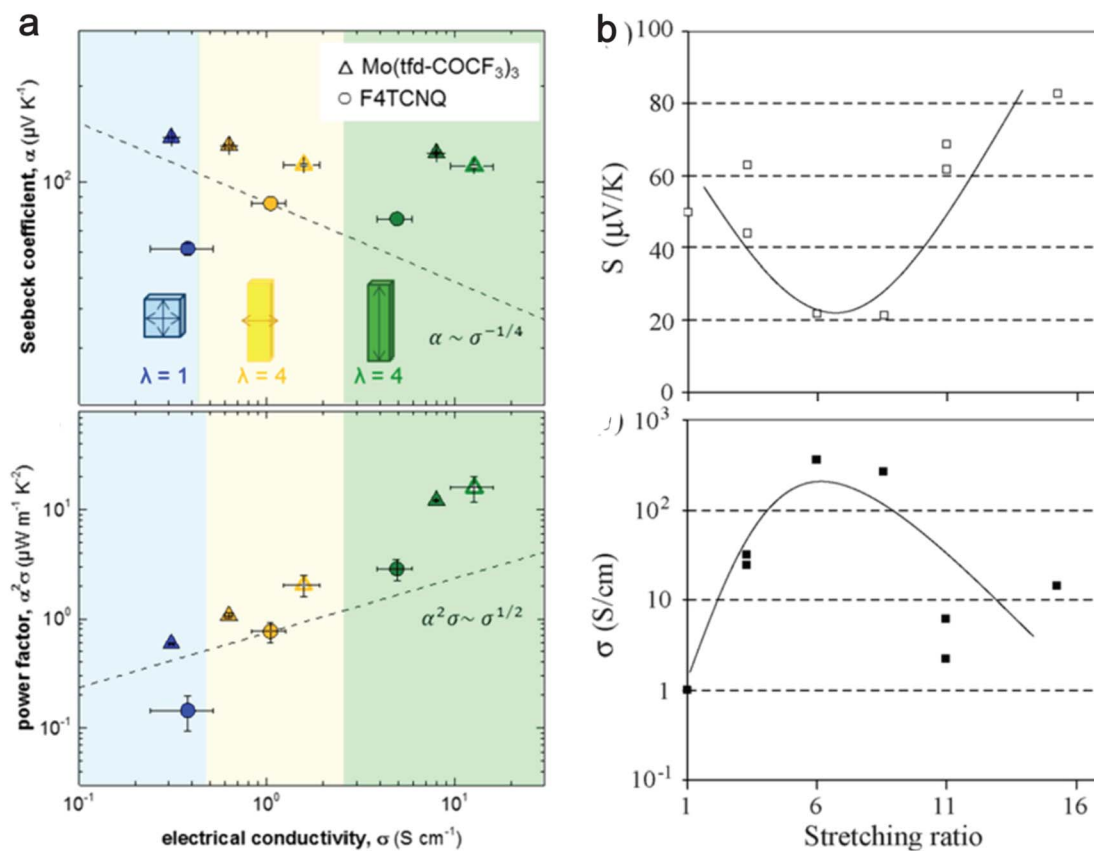 a
Seebeck coefficient, α (μV K⁻¹)
10²
Mo(tfd-COCF₃)₃
F4TCNQ
α ~ σ⁻¹/⁴
λ = 1
λ = 4
λ = 4
power factor, α²σ (μW m⁻¹ K⁻²)
10¹
10⁰
10⁻¹
α²σ~ σ¹/²
10⁻¹
10⁰
10¹
electrical conductivity, σ (S cm⁻¹)
b
)
S (μV/K)
100
80
60
40
20
0
)
σ (S/cm)
10³
10²
10
1
10⁻¹
1
6
11
16
Stretching ratio